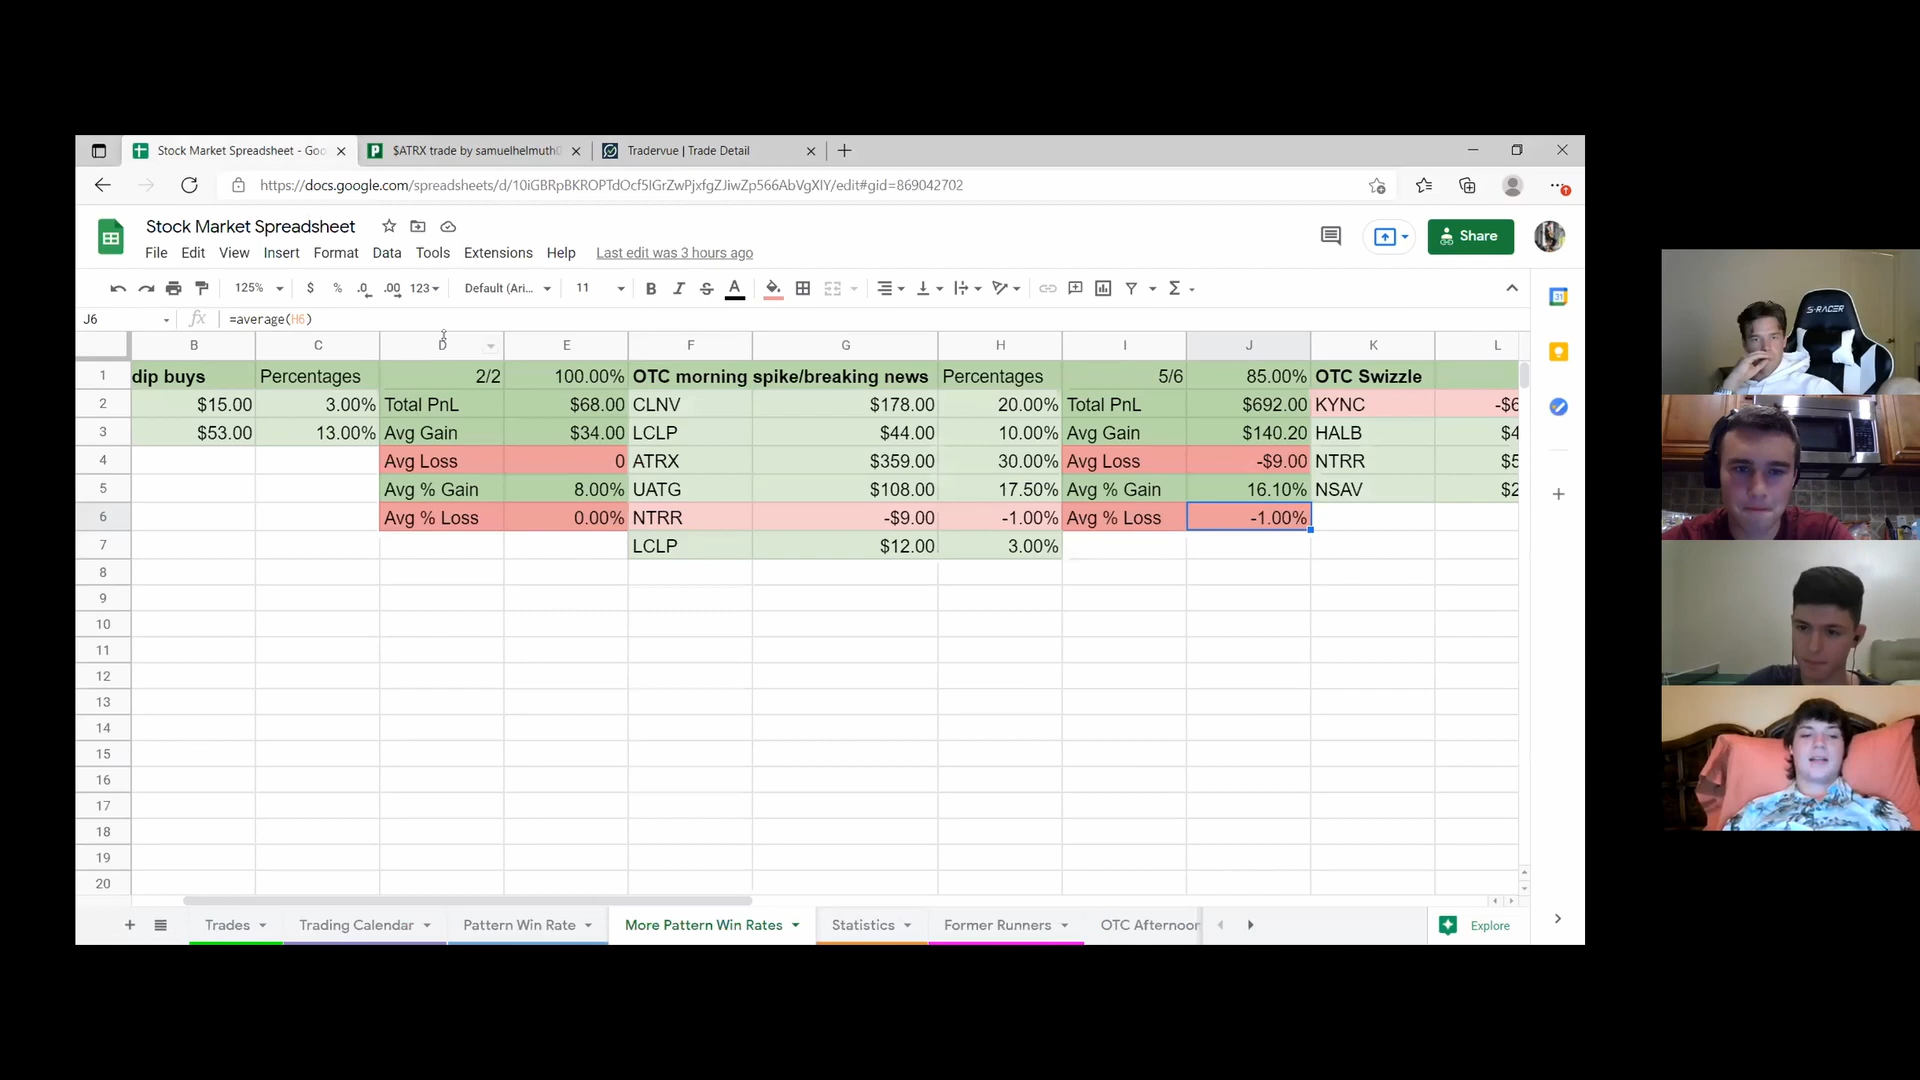 Stock Market Spreadsheet - Goo
$ATRX trade by samuelhelmuth
Tradervue | Trade Detail
https://docs.google.com/spreadsheets/d/10iGBRpBKROPTdOcf5IGrZwPjxfgZJiwZp566AbVgXIY/edit#gid=869042702
Stock Market Spreadsheet
Share
File Edit View Insert Format Data Tools Extensions Help Last edit was 3 hours ago
125% $ % .0 .00 123 Default (Ari... 11 B I S A
J6 fx =average(H6)
B C D E F G H I J K L
1 dip buys Percentages 2/2 100.00% OTC morning spike/breaking news Percentages 5/6 85.00% OTC Swizzle
2 $15.00 3.00% Total PnL $68.00 CLNV $178.00 20.00% Total PnL $692.00 KYNC -$6
3 $53.00 13.00% Avg Gain $34.00 LCLP $44.00 10.00% Avg Gain $140.20 HALB $4
4 Avg Loss 0 ATRX $359.00 30.00% Avg Loss -$9.00 NTRR $5
5 Avg % Gain 8.00% UATG $108.00 17.50% Avg % Gain 16.10% NSAV $2
6 Avg % Loss 0.00% NTRR -$9.00 -1.00% Avg % Loss -1.00%
7 LCLP $12.00 3.00%
8
9
10
11
12
13
14
15
16
17
18
19
20
Trades Trading Calendar Pattern Win Rate More Pattern Win Rates Statistics Former Runners OTC Afternoon Explore
S-RACER